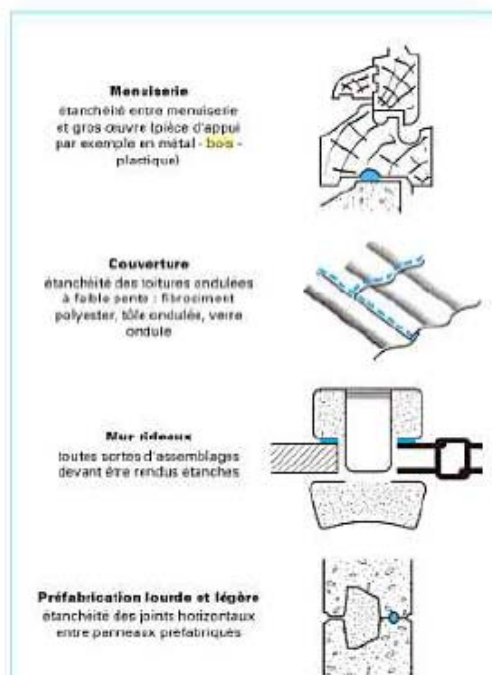 Menuiserie
étanchéité entre menuiserie
et gros œuvre (pièce d'appui
par exemple en métal - bois -
plastique)
Couverture
étanchéité des toitures ondulées
à faible pente : fibrociment
polyester, tôle ondulée, verre
ondulé
Mur rideaux
toutes sortes d'assemblages
devant être rendus étanches
Préfabrication lourde et légère
étanchéité des joints horizontaux
entre panneaux préfabriqués